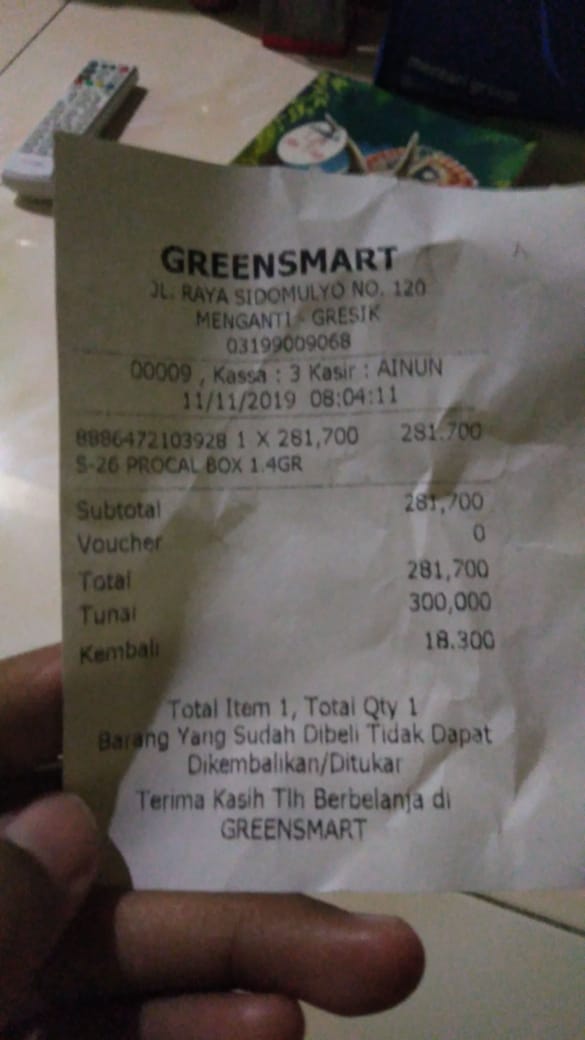 GREENSMART
JL. RAYA SIDOMULYO NO. 120
MENGANTI - GRESIK
03199009068
00009 , Kassa : 3 Kasir : AINUN
11/11/2019 08:04:11
8886472103928 1 X 281,700 281.700
S-26 PROCAL BOX 1.4GR
Subtotal 281,700
Voucher 0
Total 281,700
Tunai 300,000
Kembali 18.300
Total Item 1, Total Qty 1
Barang Yang Sudah Dibeli Tidak Dapat
Dikembalikan/Ditukar
Terima Kasih Tlh Berbelanja di
GREENSMART